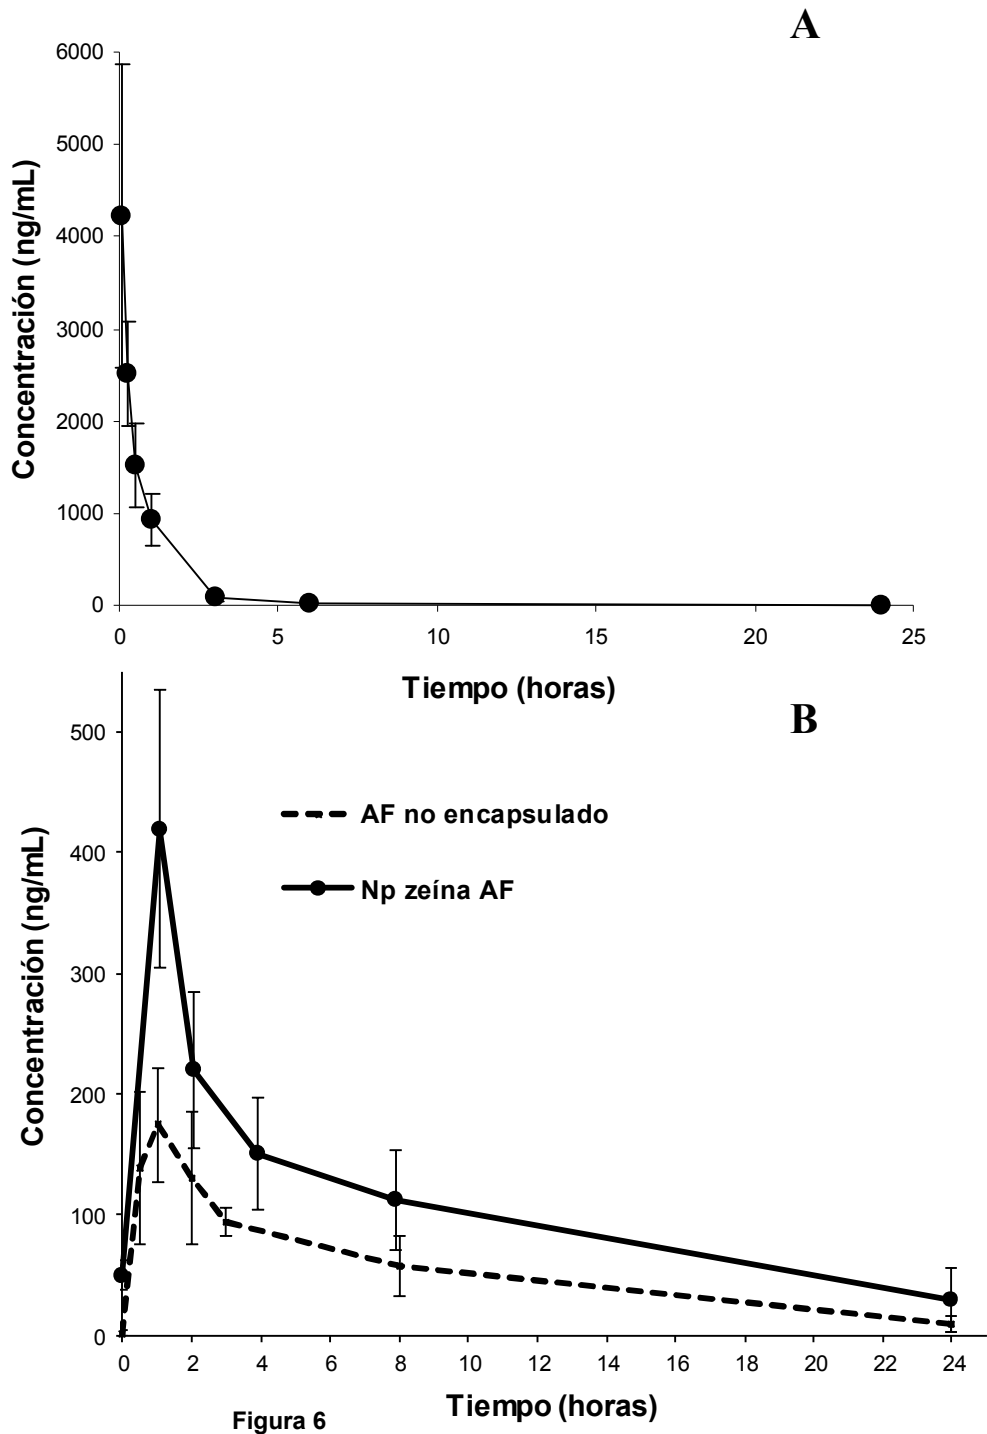 A
Concentración (ng/mL)
6000
5000
4000
3000
2000
1000
0
0 5 10 15 20 25
Tiempo (horas)
B
Concentración (ng/mL)
500
400
300
200
100
0
AF no encapsulado
Np zeína AF
0 2 4 6 8 10 12 14 16 18 20 22 24
Tiempo (horas)
Figura 6